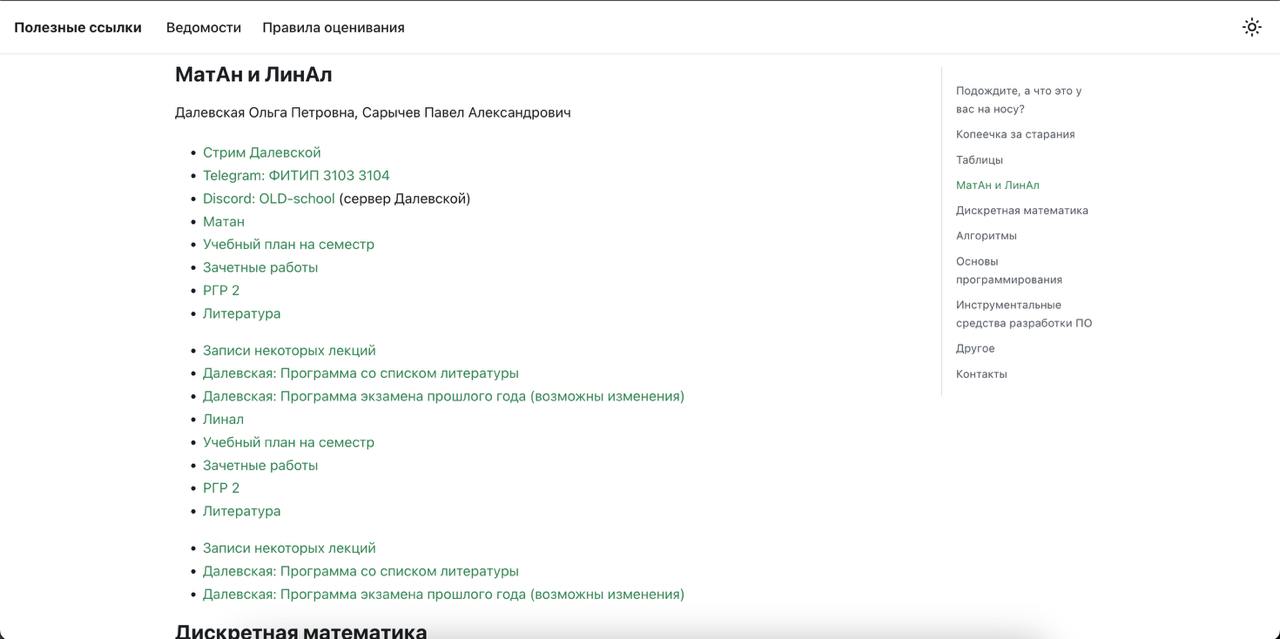 Полезные ссылки Ведомости Правила оценивания
МатАн и ЛинАл
Далевская Ольга Петровна, Сарычев Павел Александрович
Стрим Далевской
Telegram: ФИТИП 3103 3104
Discord: OLD-school (сервер Далевской)
Матан
Учебный план на семестр
Зачетные работы
РГР 2
Литература
Записи некоторых лекций
Далевская: Программа со списком литературы
Далевская: Программа экзамена прошлого года (возможны изменения)
Линал
Учебный план на семестр
Зачетные работы
РГР 2
Литература
Записи некоторых лекций
Далевская: Программа со списком литературы
Далевская: Программа экзамена прошлого года (возможны изменения)
Дискретная математика
Подождите, а что это у
вас на носу?
Копеечка за старания
Таблицы
МатАн и ЛинАл
Дискретная математика
Алгоритмы
Основы
программирования
Инструментальные
средства разработки ПО
Другое
Контакты